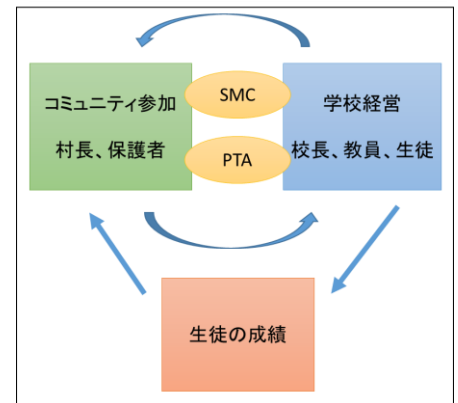 コミュニティ参加
村長、保護者
SMC
PTA
学校経営
校長、教員、生徒
生徒の成績